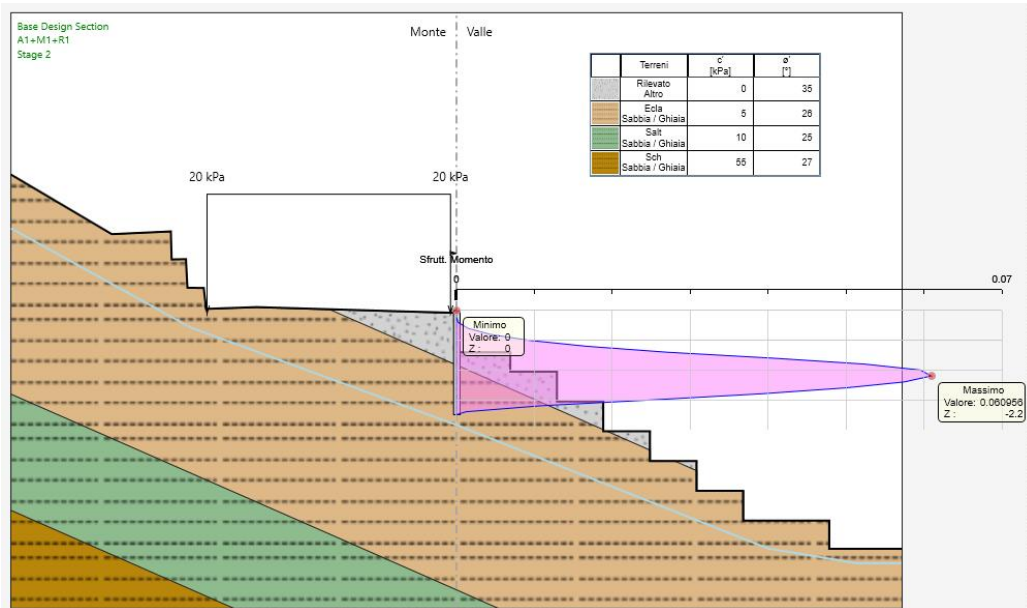 Base Design Section
A1+M1+R1
Stage 2
Monte Valle
Terreni c' [kPa] ø' [°]
Rilevato Altro 0 35
Ecla Sabbia / Ghiaia 5 26
Salt Sabbia / Ghiaia 10 25
Sch Sabbia / Ghiaia 55 27
20 kPa 20 kPa
Sfrutt. Momento
0 0.07
Minimo
Valore: 0
Z : 0
Massimo
Valore: 0.060956
Z : -2.2